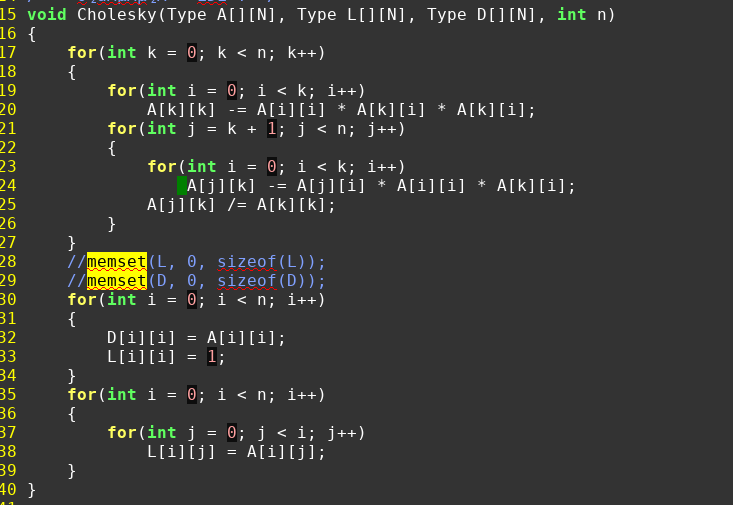 15 void Cholesky(Type A[][N], Type L[][N], Type D[][N], int n)
16 {
17     for(int k = 0; k < n; k++)
18     {
19         for(int i = 0; i < k; i++)
20             A[k][k] -= A[i][i] * A[k][i] * A[k][i];
21         for(int j = k + 1; j < n; j++)
22         {
23             for(int i = 0; i < k; i++)
24                 A[j][k] -= A[j][i] * A[i][i] * A[k][i];
25             A[j][k] /= A[k][k];
26         }
27     }
28     //memset(L, 0, sizeof(L));
29     //memset(D, 0, sizeof(D));
30     for(int i = 0; i < n; i++)
31     {
32         D[i][i] = A[i][i];
33         L[i][i] = 1;
34     }
35     for(int i = 0; i < n; i++)
36     {
37         for(int j = 0; j < i; j++)
38             L[i][j] = A[i][j];
39     }
40 }